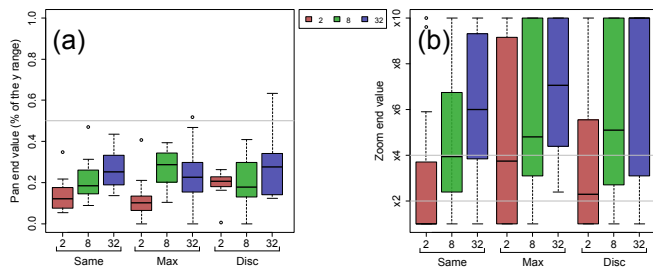 2 8 32
(a)
Pan end value (% of the y range)
1.0
0.8
0.6
0.4
0.2
0.0
2 8 32 2 8 32 2 8 32
Same Max Disc
(b)
Zoom end value
x10
x8
x6
x4
x2
2 8 32 2 8 32 2 8 32
Same Max Disc